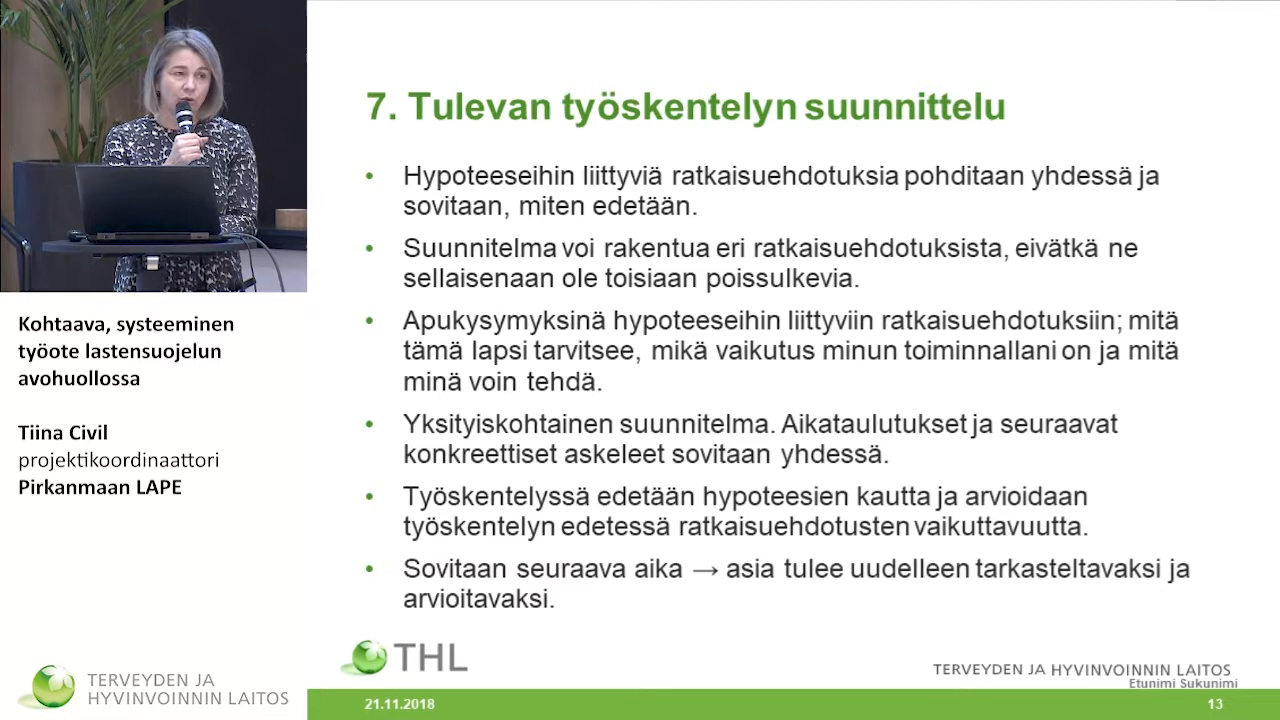 7. Tulevan työskentelyn suunnittelu
• Hypoteeseihin liittyviä ratkaisuehdotuksia pohditaan yhdessä ja
sovitaan, miten edetään.
• Suunnitelma voi rakentua eri ratkaisuehdotuksista, eivätkä ne
sellaisenaan ole toisiaan poissulkevia.
• Apukysymyksinä hypoteeseihin liittyviin ratkaisuehdotuksiin; mitä
tämä lapsi tarvitsee, mikä vaikutus minun toiminnallani on ja mitä
minä voin tehdä.
• Yksityiskohtainen suunnitelma. Aikataulutukset ja seuraavat
konkreettiset askeleet sovitaan yhdessä.
• Työskentelyssä edetään hypoteesien kautta ja arvioidaan
työskentelyn edetessä ratkaisuehdotusten vaikuttavuutta.
• Sovitaan seuraava aika → asia tulee uudelleen tarkasteltavaksi ja
arvioitavaksi.
Kohtaava, systeeminen
työote lastensuojelun
avohuollossa
Tiina Civil
projektikoordinaattori
Pirkanmaan LAPE
TERVEYDEN JA
HYVINVOINNIN LAITOS
THL
TERVEYDEN JA HYVINVOINNIN LAITOS
Etunimi Sukunimi
21.11.2018
13